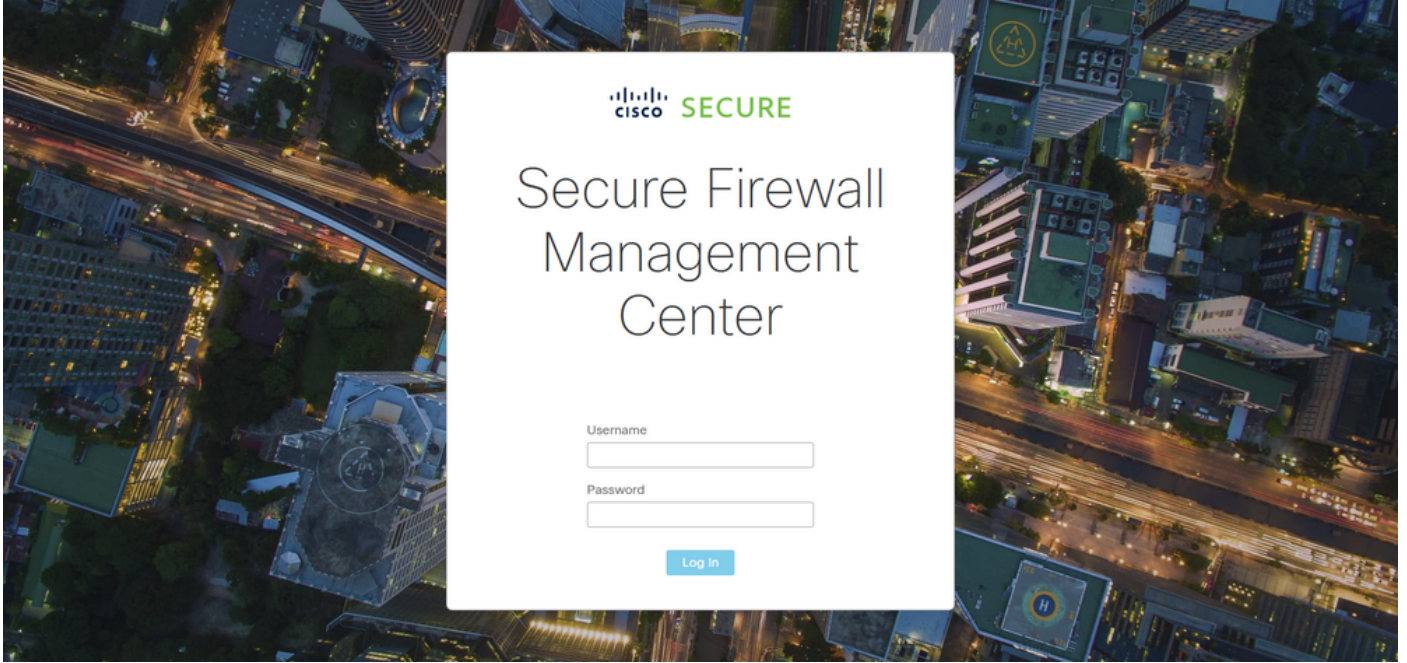 CISCO SECURE
Secure Firewall
Management
Center
Username
Password
Log In
H